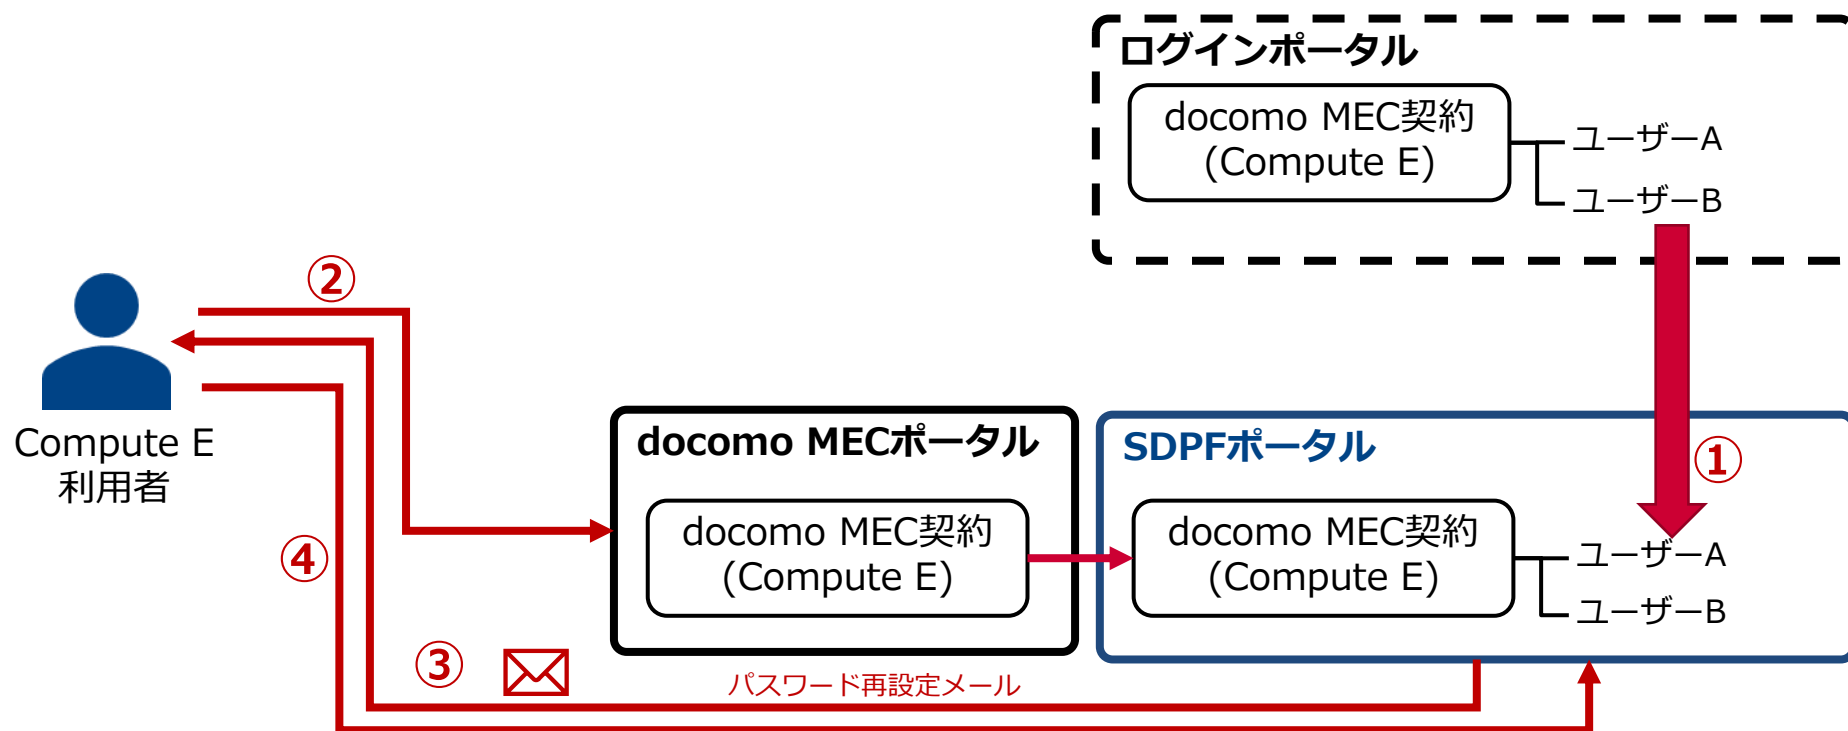 ログインポータル
docomo MEC契約
(Compute E)
ユーザーA
ユーザーB
②
Compute E
利用者
docomo MECポータル
docomo MEC契約
(Compute E)
SDPFポータル
①
docomo MEC契約
(Compute E)
ユーザーA
ユーザーB
④
③
パスワード再設定メール